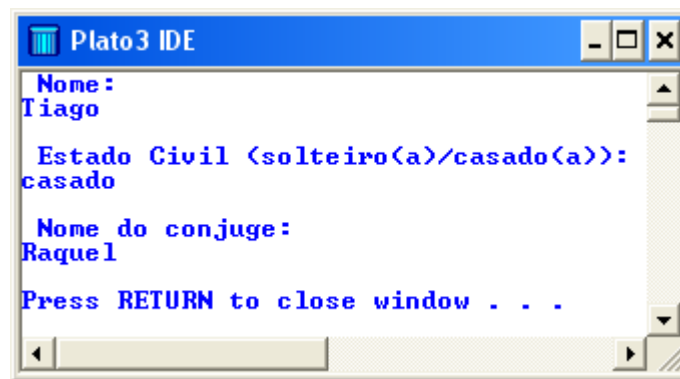 Plato3 IDE
Nome:
Tiago
Estado Civil (solteiro(a)/casado(a)):
casado
Nome do conjuge:
Raquel
Press RETURN to close window . . .